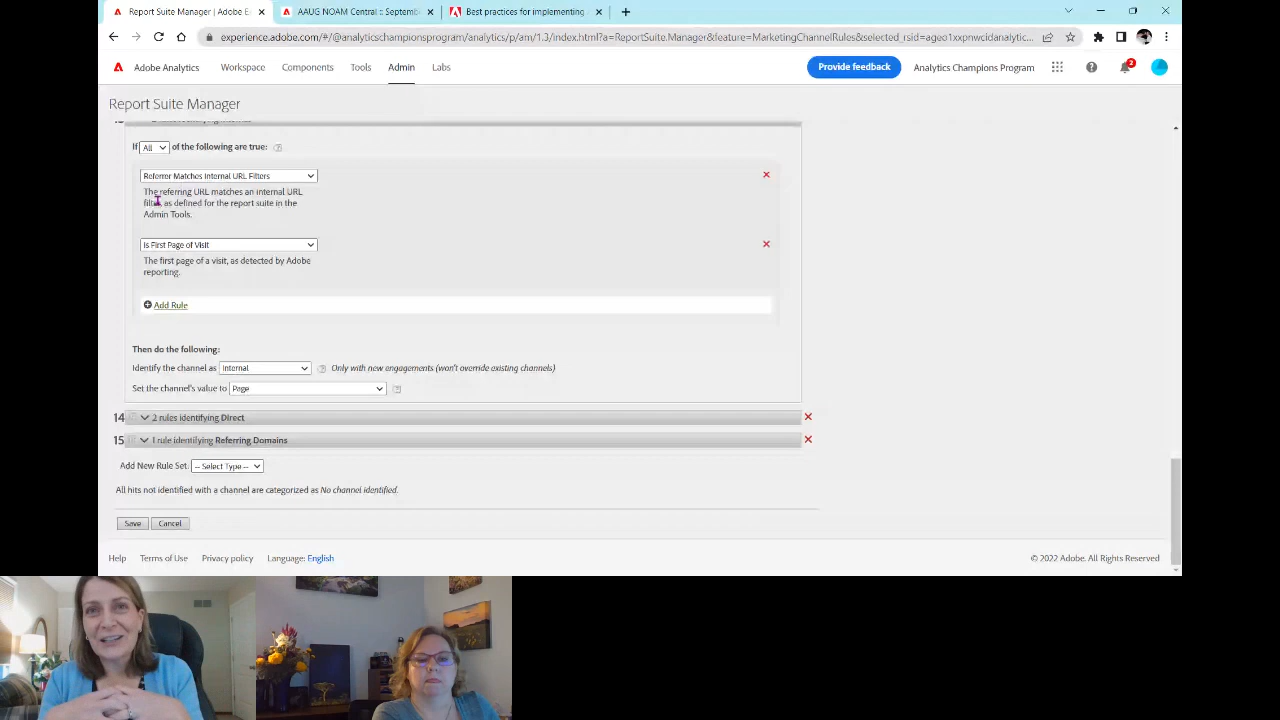 Report Suite Manager | Adobe E
AAUG NOAM Central :: Septemb
Best practices for implementing
experience.adobe.com/#/@analyticschampionsprogram/analytics/p/am/1.3/index.html?a=ReportSuite.Manager&feature=MarketingChannelRules&selected_rsid=ageo1xxpnwcidanalytic...
Adobe Analytics
Workspace
Components
Tools
Admin
Labs
Provide feedback
Analytics Champions Program
2
Report Suite Manager
If All of the following are true:
Referrer Matches Internal URL Filters
The referring URL matches an internal URL
filter, as defined for the report suite in the
Admin Tools.
Is First Page of Visit
The first page of a visit, as detected by Adobe
reporting.
Add Rule
Then do the following:
Identify the channel as Internal Only with new engagements (won't override existing channels)
Set the channel's value to Page
14 2 rules identifying Direct
15 1 rule identifying Referring Domains
Add New Rule Set: -- Select Type --
All hits not identified with a channel are categorized as No channel identified.
Save Cancel
Help Terms of Use Privacy policy Language: English
© 2022 Adobe. All Rights Reserved